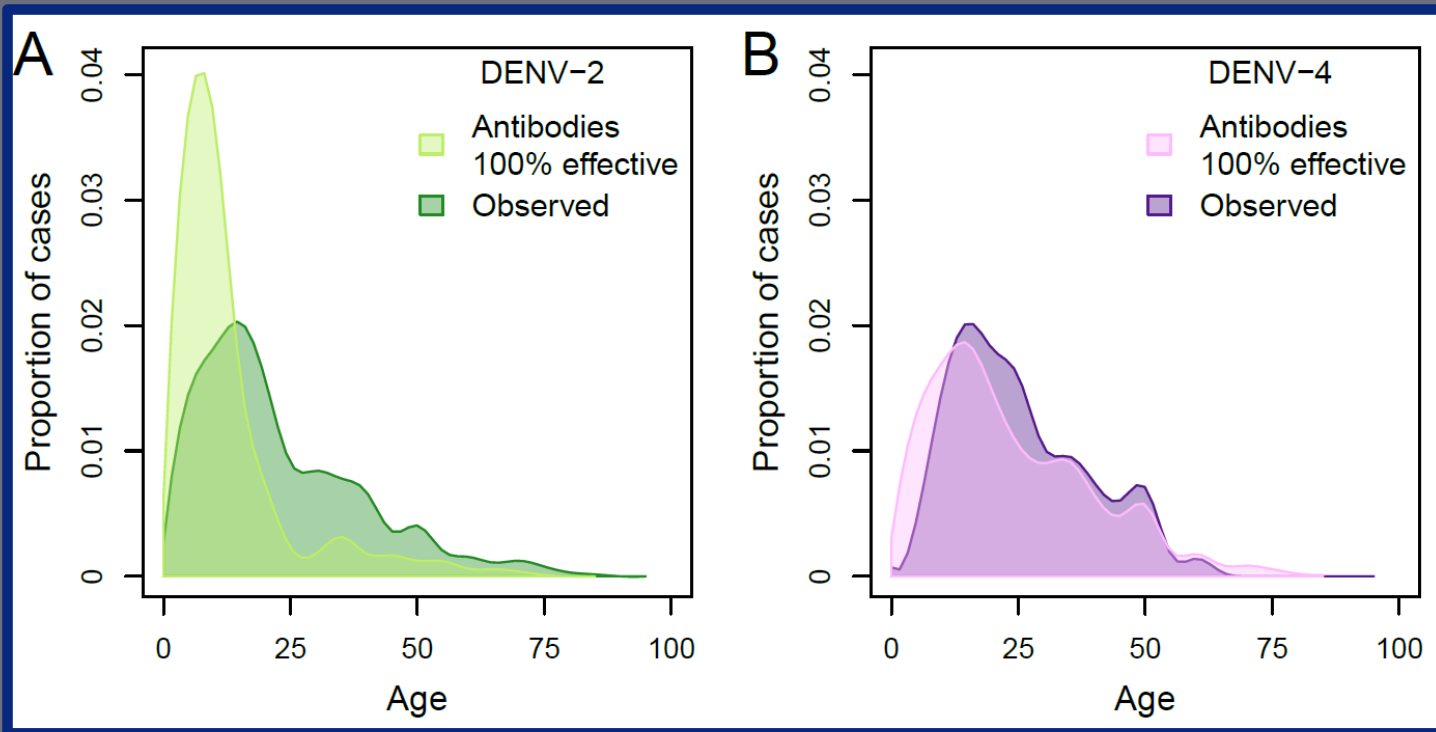 A
DENV−2
Antibodies
100% effective
Observed
Proportion of cases
0.04
0.03
0.02
0.01
0
0 25 50 75 100
Age
B
DENV−4
Antibodies
100% effective
Observed
Proportion of cases
0.04
0.03
0.02
0.01
0
0 25 50 75 100
Age